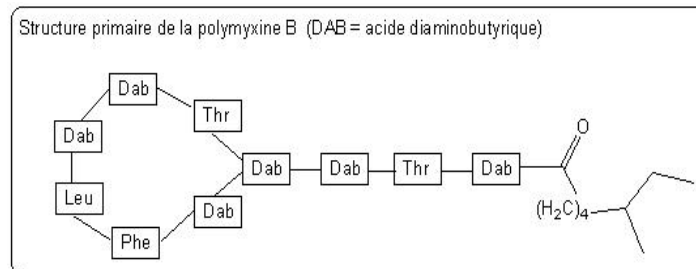 Structure primaire de la polymyxine B (DAB = acide diaminobutyrique)
Dab
Thr
Dab
Dab
Dab
Thr
Dab
O
Leu
Dab
(H₂C)₄
Phe